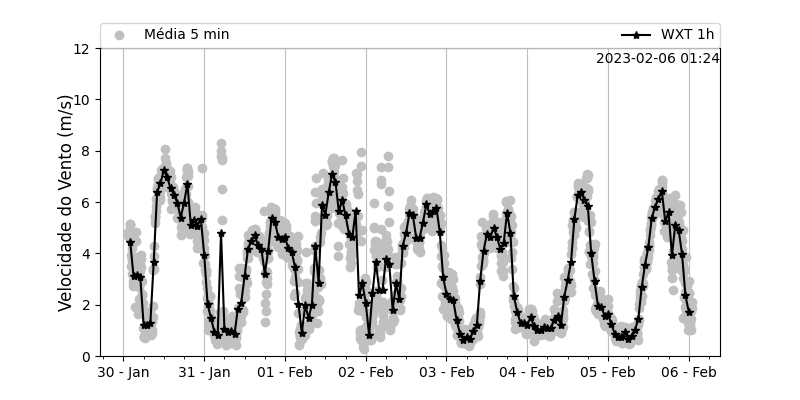 Média 5 min
WXT 1h
2023-02-06 01:24
Velocidade do Vento (m/s)
12
10
8
6
4
2
0
30 - Jan
31 - Jan
01 - Feb
02 - Feb
03 - Feb
04 - Feb
05 - Feb
06 - Feb